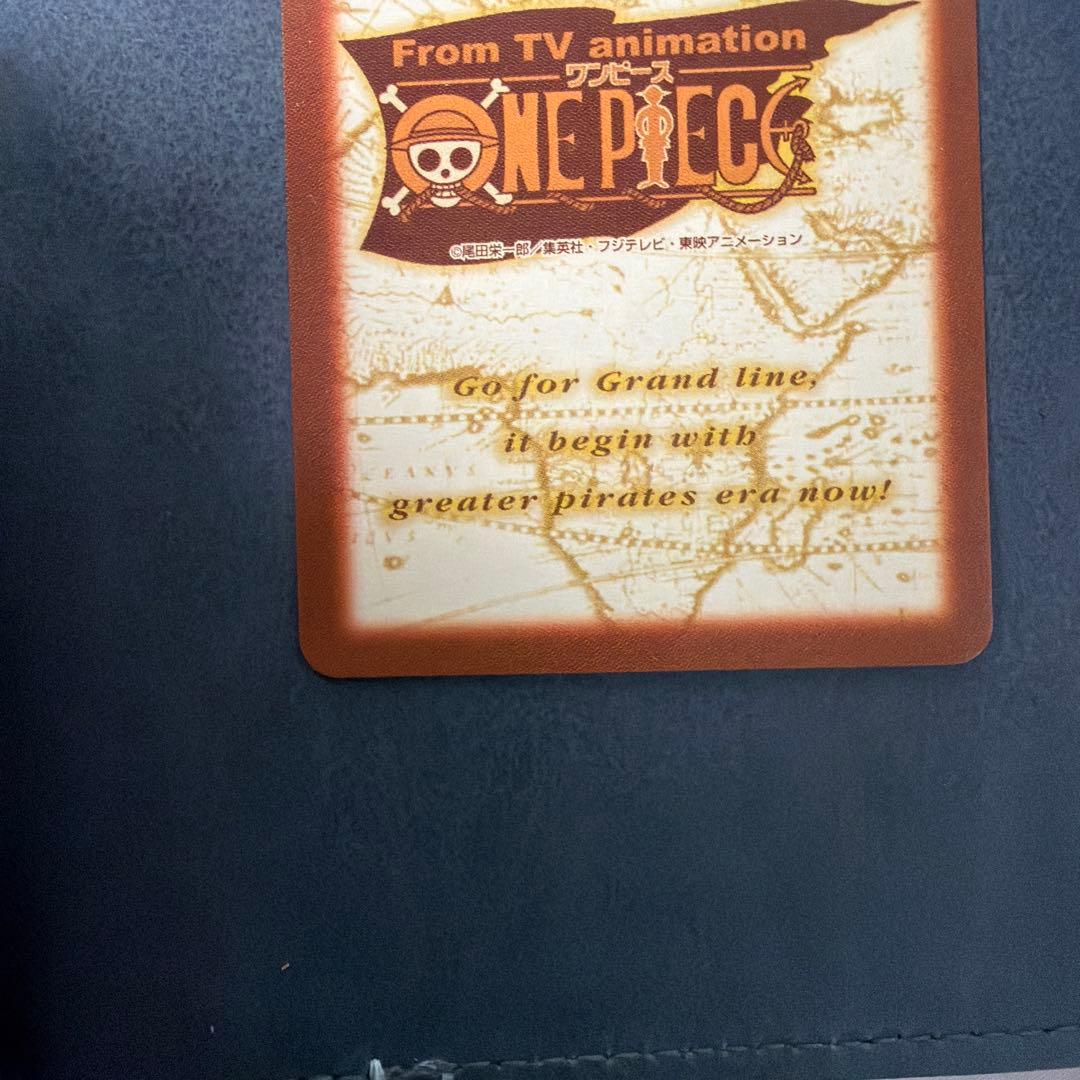 From TV animation
ワンピース
ONE PIECE
©尾田栄一郎／集英社・フジテレビ・東映アニメーション
Go for Grand line,
it begin with
greater pirates era now!